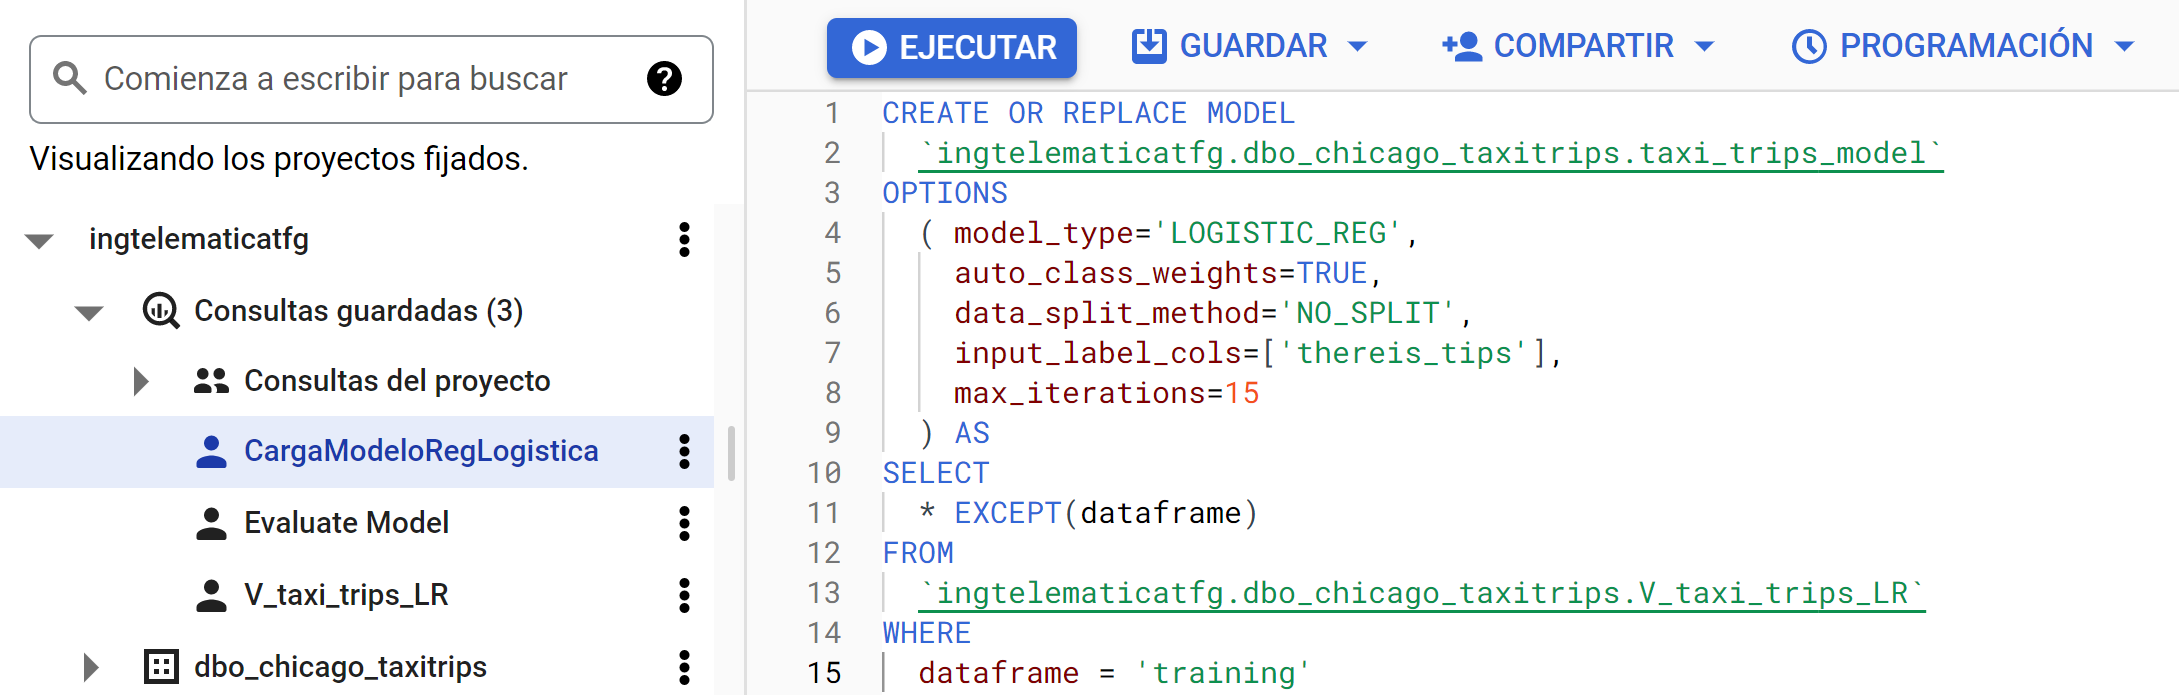 Comienza a escribir para buscar
Visualizando los proyectos fijados.
ingtelematicatfg
Consultas guardadas (3)
Consultas del proyecto
CargaModeloRegLogistica
Evaluate Model
V_taxi_trips_LR
dbo_chicago_taxitrips
EJECUTAR GUARDAR COMPARTIR PROGRAMACIÓN
1 CREATE OR REPLACE MODEL
2 `ingtelematicatfg.dbo_chicago_taxitrips.taxi_trips_model`
3 OPTIONS
4 ( model_type='LOGISTIC_REG',
5 auto_class_weights=TRUE,
6 data_split_method='NO_SPLIT',
7 input_label_cols=['thereis_tips'],
8 max_iterations=15
9 ) AS
10 SELECT
11 * EXCEPT(dataframe)
12 FROM
13 `ingtelematicatfg.dbo_chicago_taxitrips.V_taxi_trips_LR`
14 WHERE
15 dataframe = 'training'